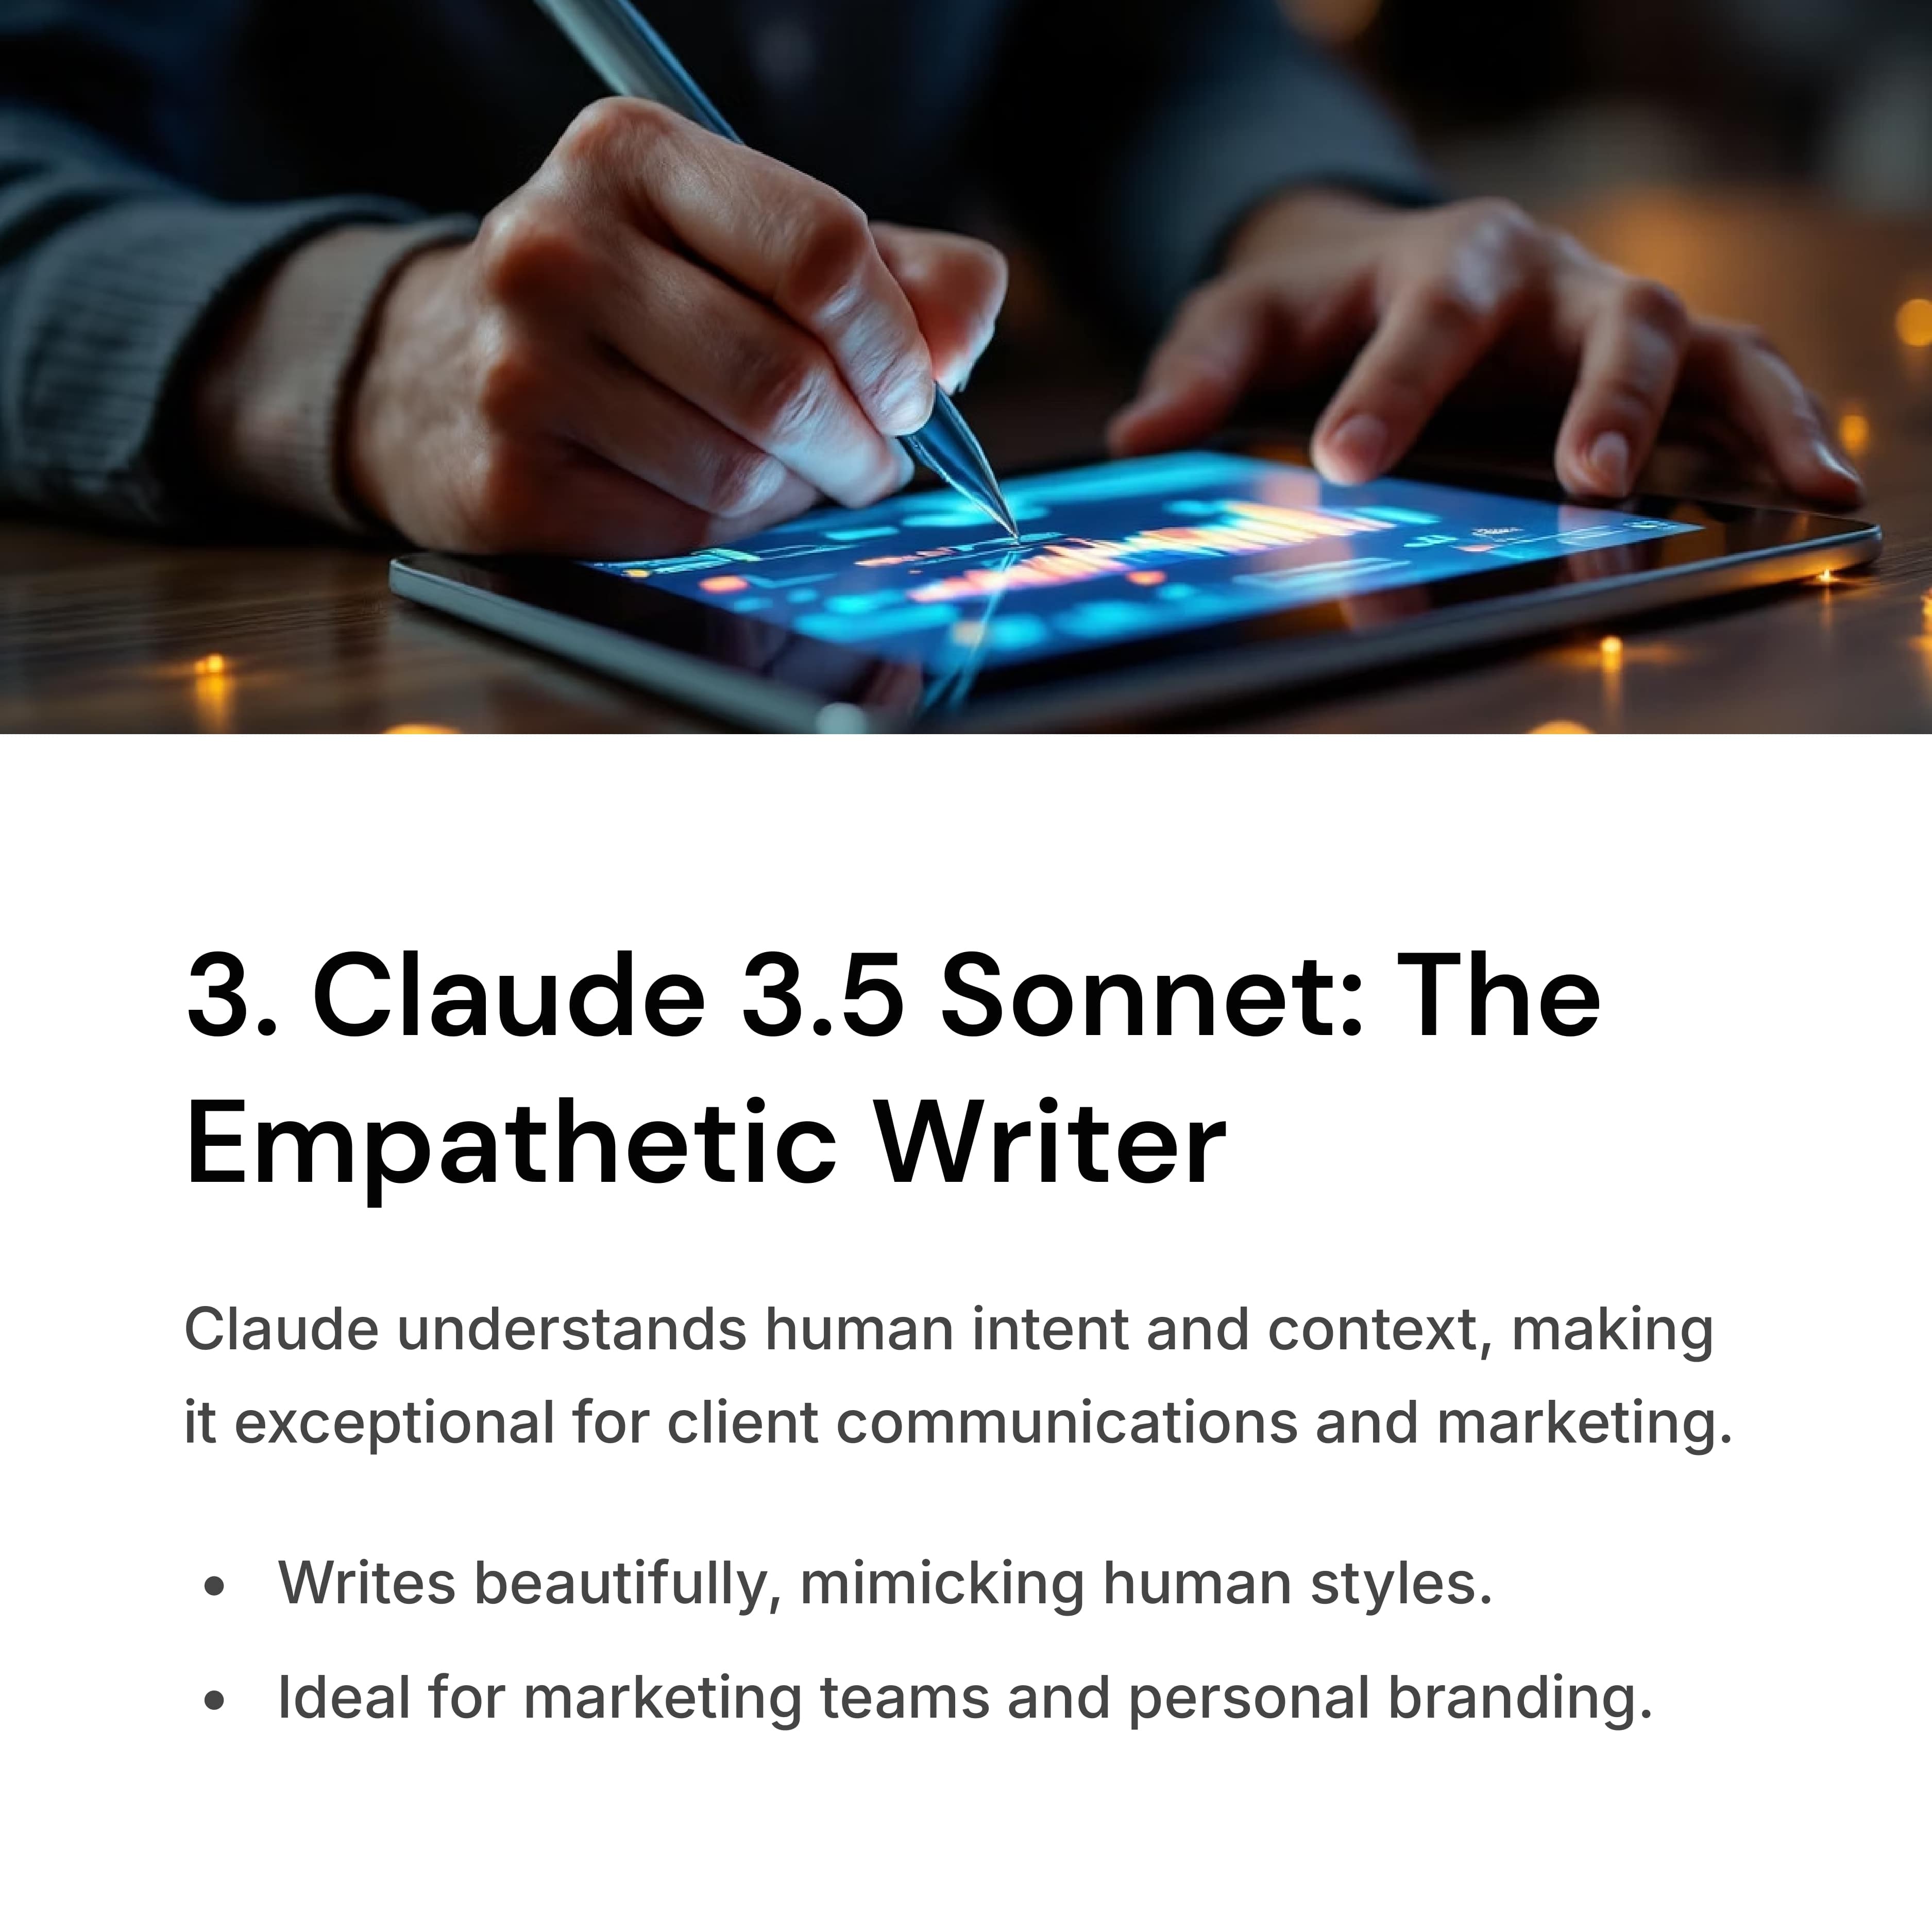 3. Claude 3.5 Sonnet: The
Empathetic Writer
Claude understands human intent and context, making
it exceptional for client communications and marketing.
• Writes beautifully, mimicking human styles.
• Ideal for marketing teams and personal branding.